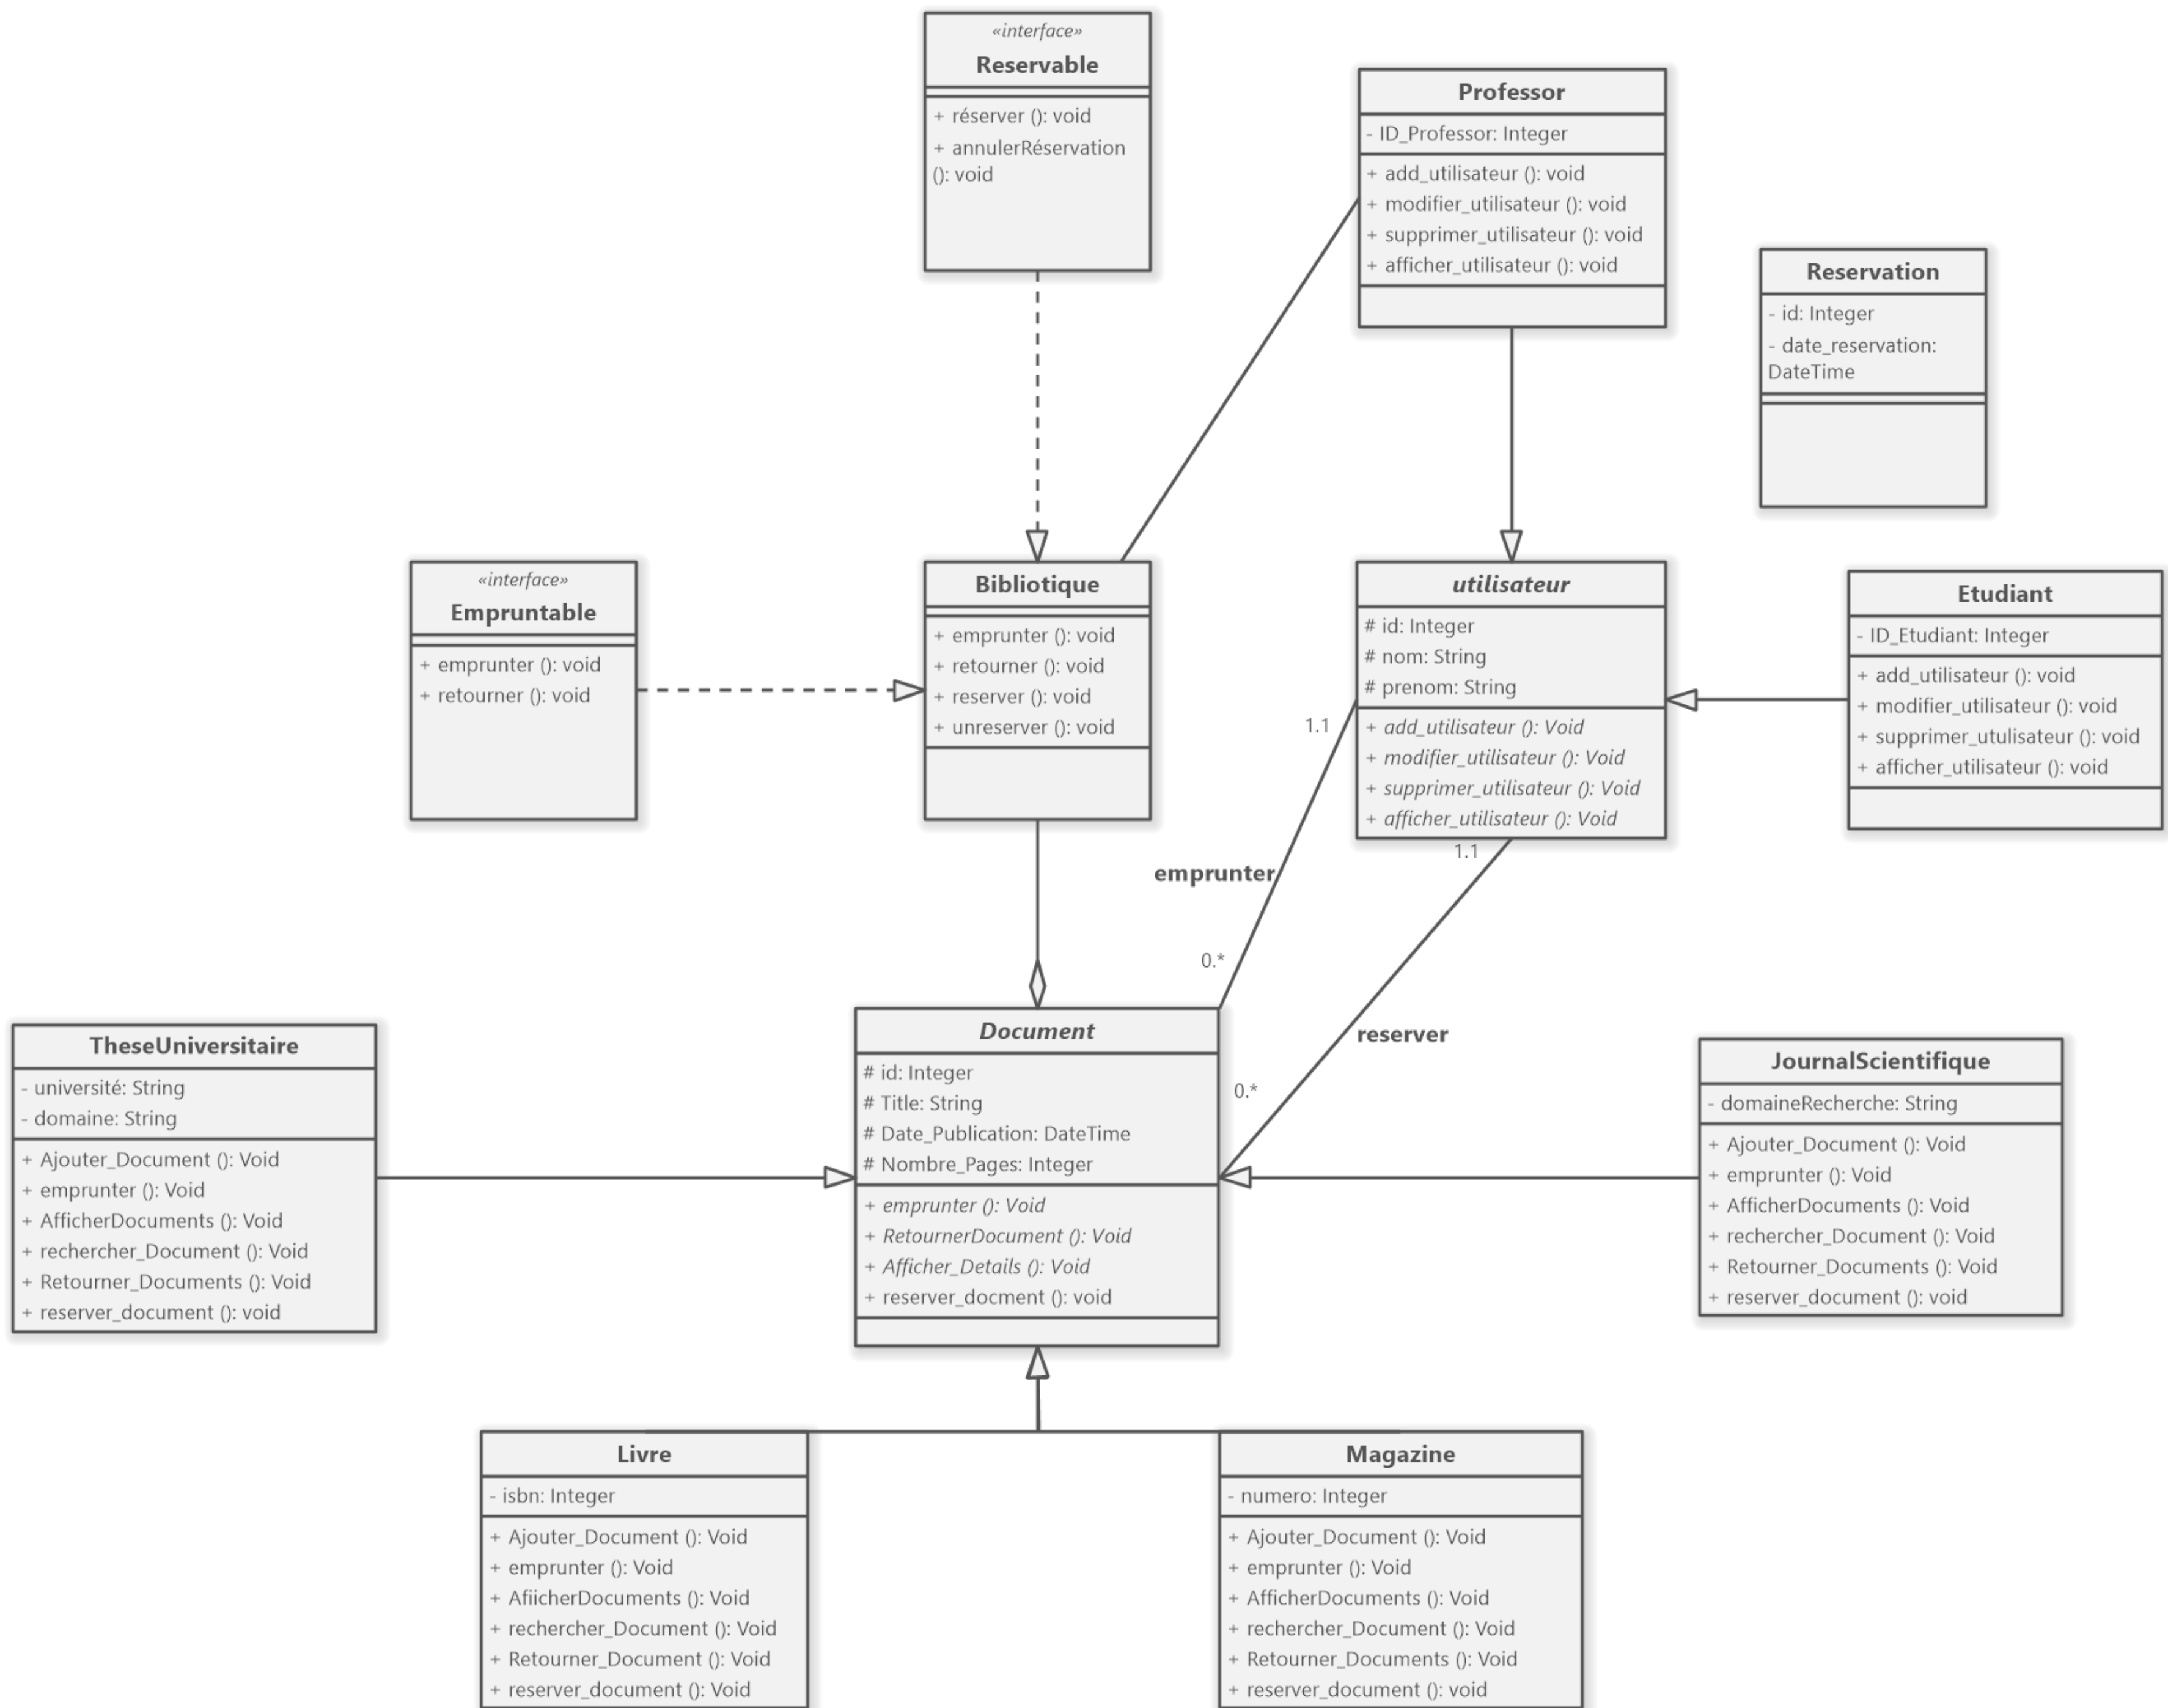 «interface»
Reservable
+ réserver (): void
+ annulerRéservation
(): void
Professor
- ID_Professor: Integer
+ add_utilisateur (): void
+ modifier_utilisateur (): void
+ supprimer_utilisateur (): void
+ afficher_utilisateur (): void
Reservation
- id: Integer
- date_reservation:
DateTime
«interface»
Empruntable
+ emprunter (): void
+ retourner (): void
Bibliotique
+ emprunter (): void
+ retourner (): void
+ reserver (): void
+ unreserver (): void
utilisateur
# id: Integer
# nom: String
# prenom: String
+ add_utilisateur (): Void
+ modifier_utilisateur (): Void
+ supprimer_utilisateur (): Void
+ afficher_utilisateur (): Void
Etudiant
- ID_Etudiant: Integer
+ add_utilisateur (): void
+ modifier_utilisateur (): void
+ supprimer_utulisateur (): void
+ afficher_utilisateur (): void
1.1
1.1
emprunter
0.*
reserver
0.*
TheseUniversitaire
- université: String
- domaine: String
+ Ajouter_Document (): Void
+ emprunter (): Void
+ AfficherDocuments (): Void
+ rechercher_Document (): Void
+ Retourner_Documents (): Void
+ reserver_document (): void
Document
# id: Integer
# Title: String
# Date_Publication: DateTime
# Nombre_Pages: Integer
+ emprunter (): Void
+ RetournerDocument (): Void
+ Afficher_Details (): Void
+ reserver_docment (): void
JournalScientifique
- domaineRecherche: String
+ Ajouter_Document (): Void
+ emprunter (): Void
+ AfficherDocuments (): Void
+ rechercher_Document (): Void
+ Retourner_Documents (): Void
+ reserver_document (): void
Livre
- isbn: Integer
+ Ajouter_Document (): Void
+ emprunter (): Void
+ AfiicherDocuments (): Void
+ rechercher_Document (): Void
+ Retourner_Document (): Void
+ reserver_document (): Void
Magazine
- numero: Integer
+ Ajouter_Document (): Void
+ emprunter (): Void
+ AfficherDocuments (): Void
+ rechercher_Document (): Void
+ Retourner_Documents (): Void
+ reserver_document (): void